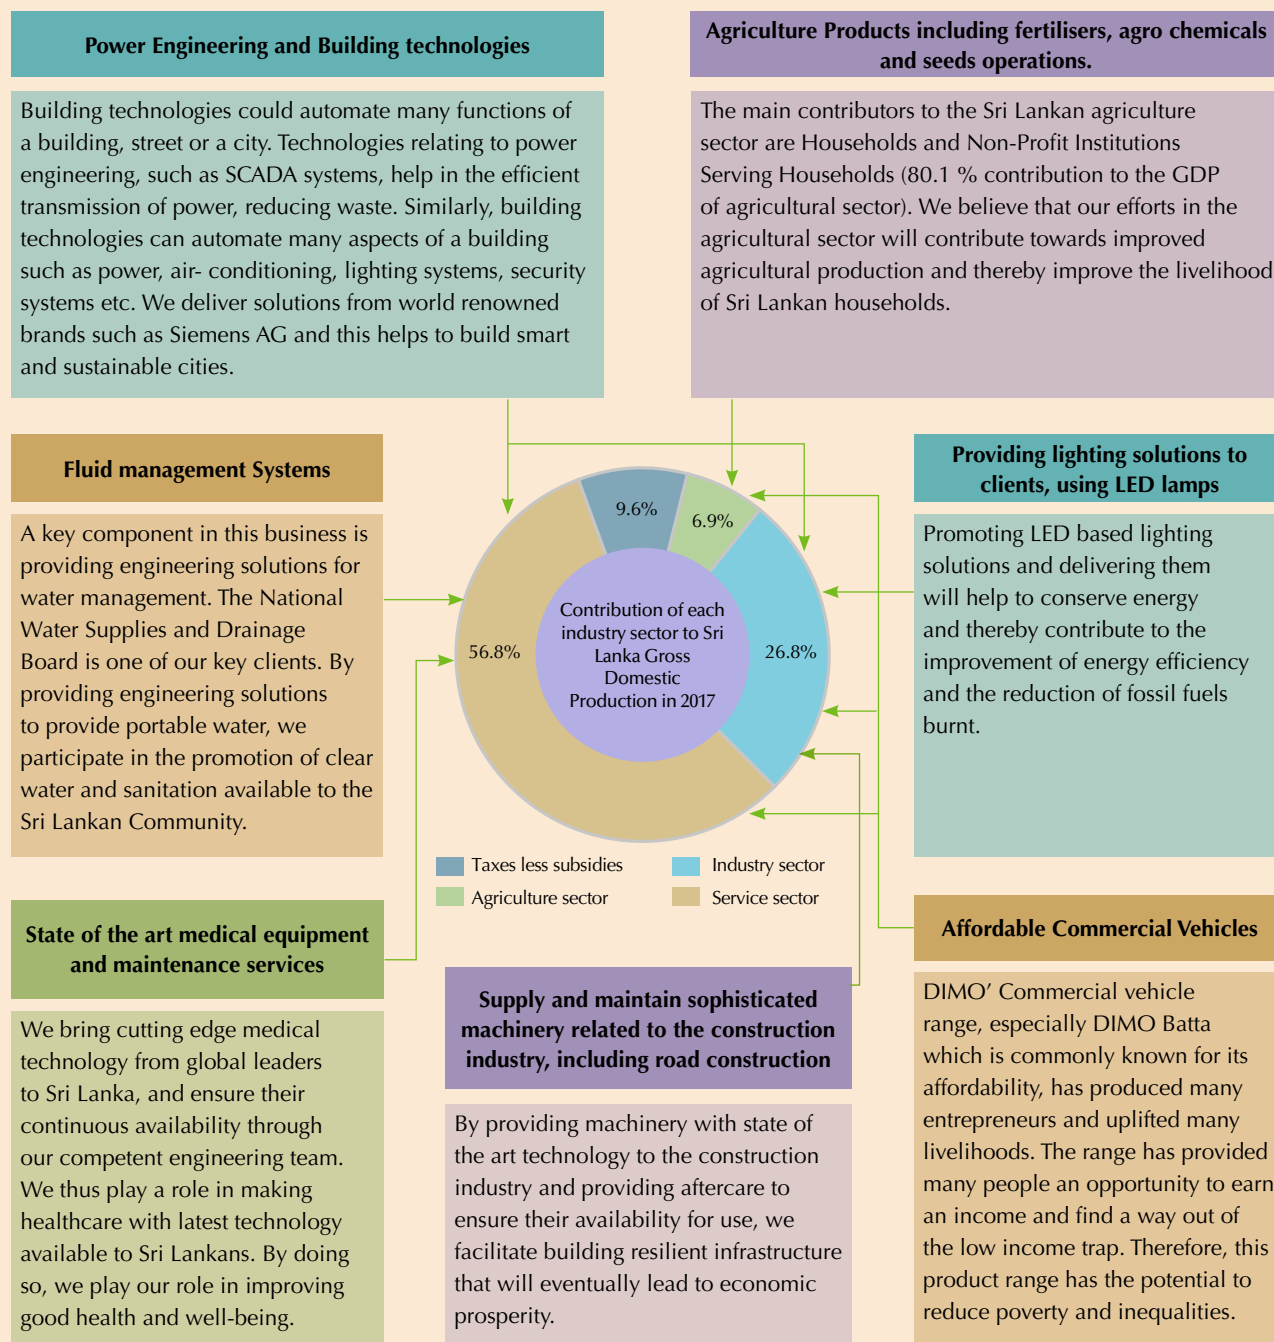 Power Engineering and Building technologies
Building technologies could automate many functions of
a building, street or a city. Technologies relating to power
engineering, such as SCADA systems, help in the efficient
transmission of power, reducing waste. Similarly, building
technologies can automate many aspects of a building
such as power, air- conditioning, lighting systems, security
systems etc. We deliver solutions from world renowned
brands such as Siemens AG and this helps to build smart
and sustainable cities.
Agriculture Products including fertilisers, agro chemicals
and seeds operations.
The main contributors to the Sri Lankan agriculture
sector are Households and Non-Profit Institutions
Serving Households (80.1 % contribution to the GDP
of agricultural sector). We believe that our efforts in the
agricultural sector will contribute towards improved
agricultural production and thereby improve the livelihood
of Sri Lankan households.
Fluid management Systems
A key component in this business is
providing engineering solutions for
water management. The National
Water Supplies and Drainage
Board is one of our key clients. By
providing engineering solutions
to provide portable water, we
participate in the promotion of clear
water and sanitation available to the
Sri Lankan Community.
9.6%
6.9%
56.8%
26.8%
Contribution of each
industry sector to Sri
Lanka Gross
Domestic
Production in 2017
Taxes less subsidies
Industry sector
Agriculture sector
Service sector
Providing lighting solutions to
clients, using LED lamps
Promoting LED based lighting
solutions and delivering them
will help to conserve energy
and thereby contribute to the
improvement of energy efficiency
and the reduction of fossil fuels
burnt.
State of the art medical equipment
and maintenance services
We bring cutting edge medical
technology from global leaders
to Sri Lanka, and ensure their
continuous availability through
our competent engineering team.
We thus play a role in making
healthcare with latest technology
available to Sri Lankans. By doing
so, we play our role in improving
good health and well-being.
Supply and maintain sophisticated
machinery related to the construction
industry, including road construction
By providing machinery with state of
the art technology to the construction
industry and providing aftercare to
ensure their availability for use, we
facilitate building resilient infrastructure
that will eventually lead to economic
prosperity.
Affordable Commercial Vehicles
DIMO’ Commercial vehicle
range, especially DIMO Batta
which is commonly known for its
affordability, has produced many
entrepreneurs and uplifted many
livelihoods. The range has provided
many people an opportunity to earn
an income and find a way out of
the low income trap. Therefore, this
product range has the potential to
reduce poverty and inequalities.